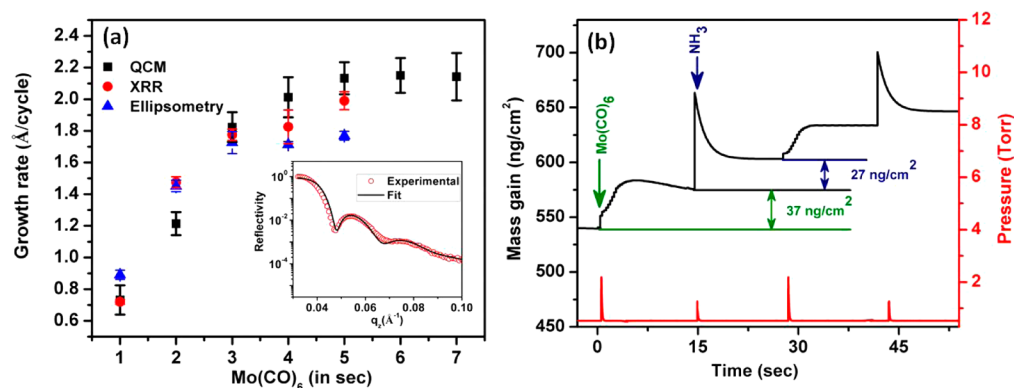 (a)
QCM
XRR
Ellipsometry
Growth rate (Å/cycle)
2.4
2.2
2.0
1.8
1.6
1.4
1.2
1.0
0.8
0.6
1 2 3 4 5 6 7
Mo(CO)₆ (in sec)
Experimental
Fit
Reflectivity
10⁰
10⁻²
10⁻⁴
0.04 0.06 0.08 0.10
q_z(Å⁻¹)
(b)
Mass gain (ng/cm²)
700
650
600
550
500
450
Mo(CO)₆
NH₃
27 ng/cm²
37 ng/cm²
0 15 30 45
Time (sec)
12
10
8
6
4
2
Pressure (Torr)